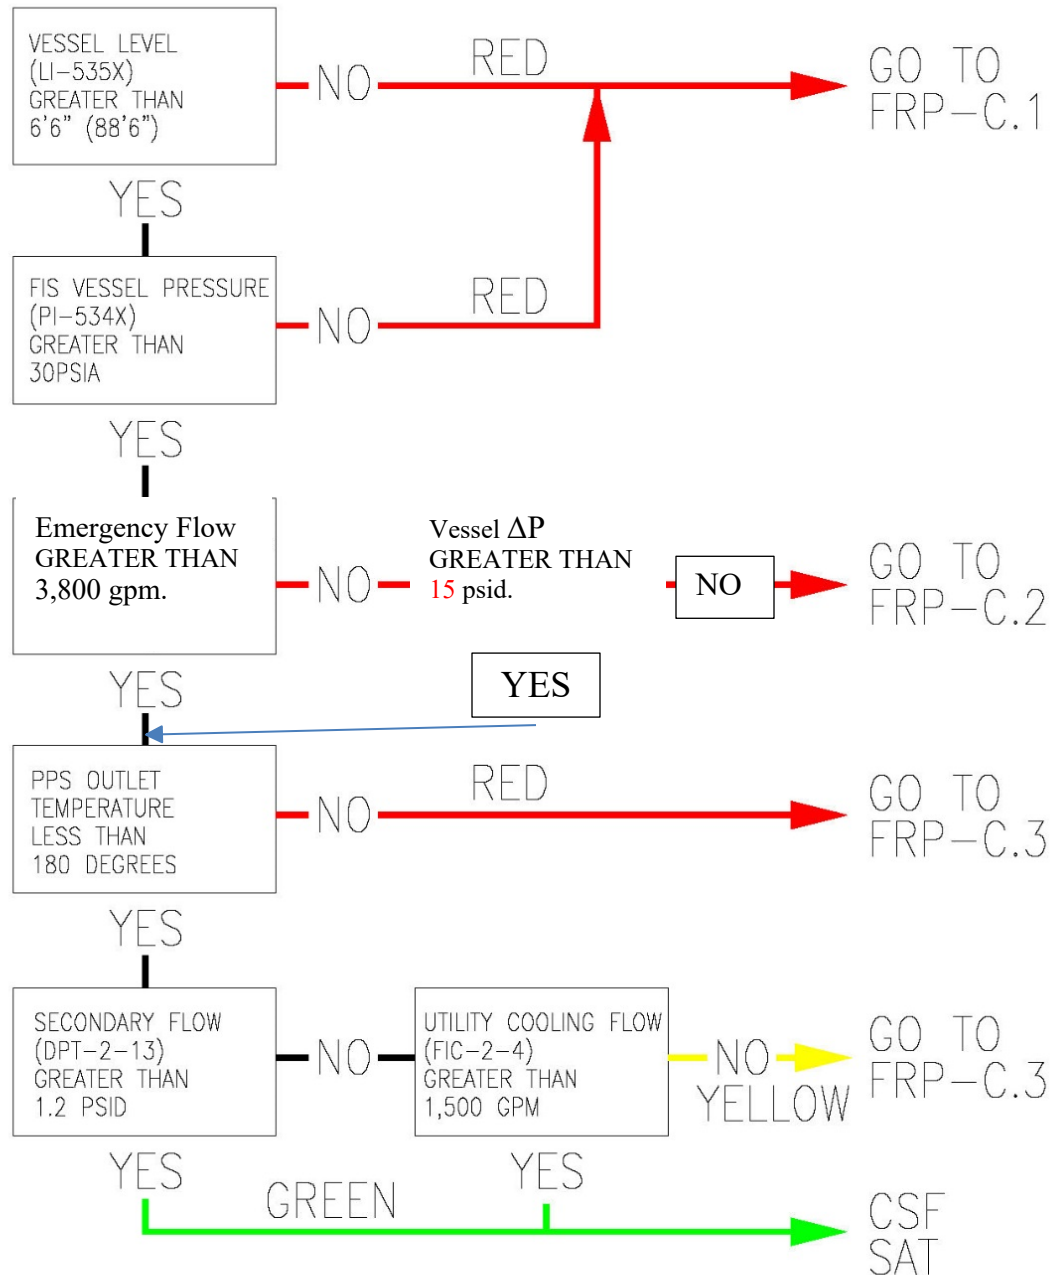 VESSEL LEVEL
(LI-535X)
GREATER THAN
6'6" (88'6")
NO
RED
GO TO
FRP-C.1
YES
FIS VESSEL PRESSURE
(PI-534X)
GREATER THAN
30PSIA
NO
RED
YES
Emergency Flow
GREATER THAN
3,800 gpm.
NO
Vessel ΔP
GREATER THAN
15 psid.
NO
GO TO
FRP-C.2
YES
YES
PPS OUTLET
TEMPERATURE
LESS THAN
180 DEGREES
NO
RED
GO TO
FRP-C.3
YES
SECONDARY FLOW
(DPT-2-13)
GREATER THAN
1.2 PSID
NO
UTILITY COOLING FLOW
(FIC-2-4)
GREATER THAN
1,500 GPM
NO
YELLOW
GO TO
FRP-C.3
YES
YES
GREEN
CSF
SAT